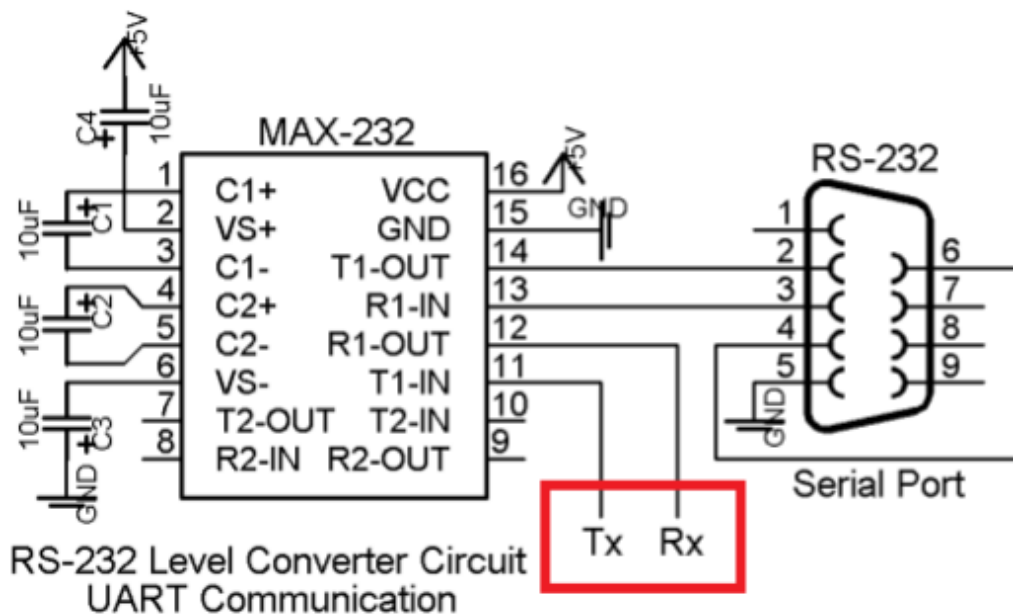 +5V
C4
10uF
MAX-232
+5V
RS-232
1 C1+ VCC 16
GND
2 VS+ GND 15
3 C1- T1-OUT 14
4 C2+ R1-IN 13
5 C2- R1-OUT 12
6 VS- T1-IN 11
7 T2-OUT T2-IN 10
8 R2-IN R2-OUT 9
10uF C1
10uF C2
10uF C3
GND
1
2 6
3 7
4 8
5 9
GND
Serial Port
Tx Rx
RS-232 Level Converter Circuit
UART Communication